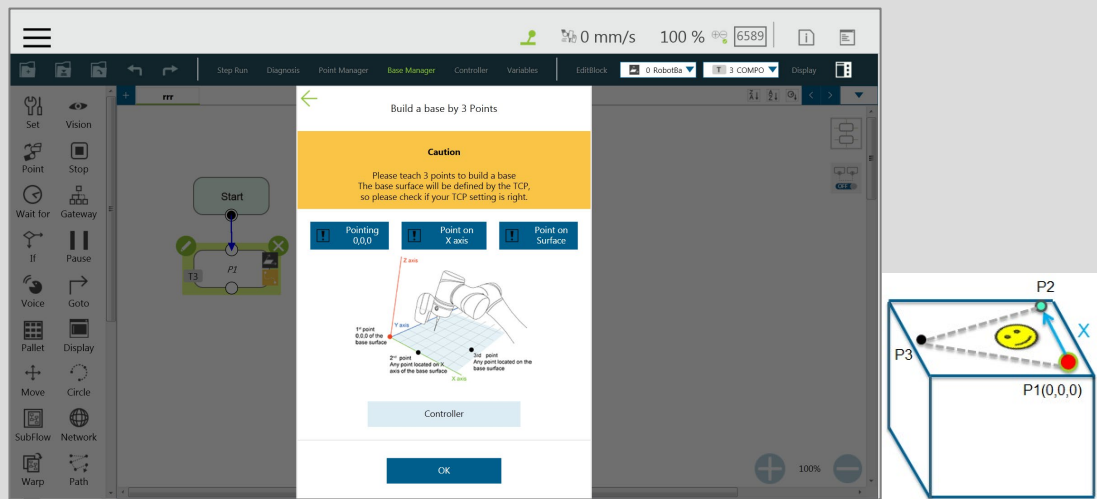 0 mm/s 100 % 6589
Step Run Diagnosis Point Manager Base Manager Controller Variables EditBlock 0 RobotBa T 3 COMPO Display
+ rrr
Set Vision
Point Stop
Wait for Gateway
If Pause
Voice Goto
Pallet Display
Move Circle
SubFlow Network
Warp Path
Start
P1
T3
Build a base by 3 Points
Caution
Please teach 3 points to build a base
The base surface will be defined by the TCP,
so please check if your TCP setting is right.
Pointing
0,0,0
Point on
X axis
Point on
Surface
Z axis
Y axis
1st point
0.0.0 of the
base surface
2nd point
Any point located on X
axis of the base surface
3rd point
Any point located on the
base surface
X axis
Controller
OK
OFF
100%
P2
X
P3
P1(0,0,0)